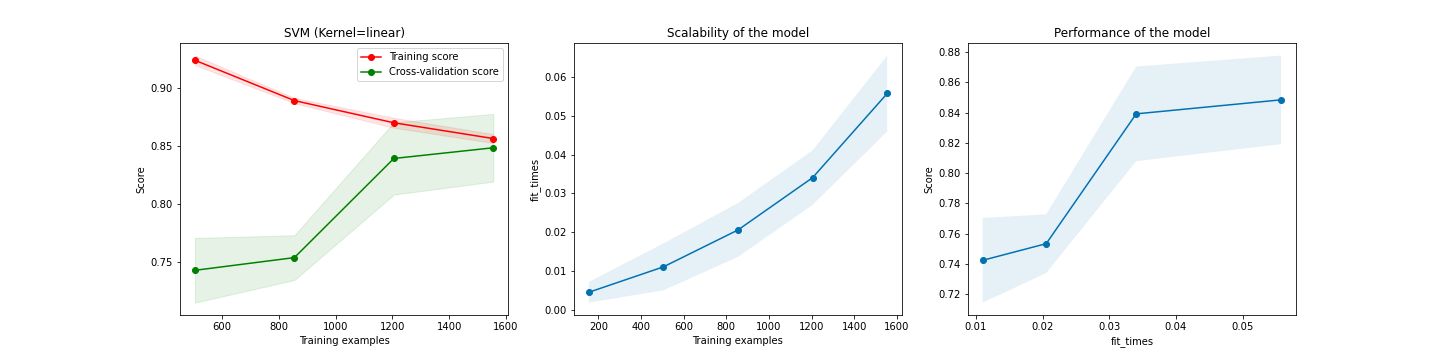 SVM (Kernel=linear)
Training score
Cross-validation score
0.90
0.85
0.80
0.75
Score
600 800 1000 1200 1400 1600
Training examples
Scalability of the model
0.06
0.05
0.04
0.03
0.02
0.01
0.00
fit_times
200 400 600 800 1000 1200 1400 1600
Training examples
Performance of the model
0.88
0.86
0.84
0.82
0.80
0.78
0.76
0.74
0.72
Score
0.01 0.02 0.03 0.04 0.05
fit_times